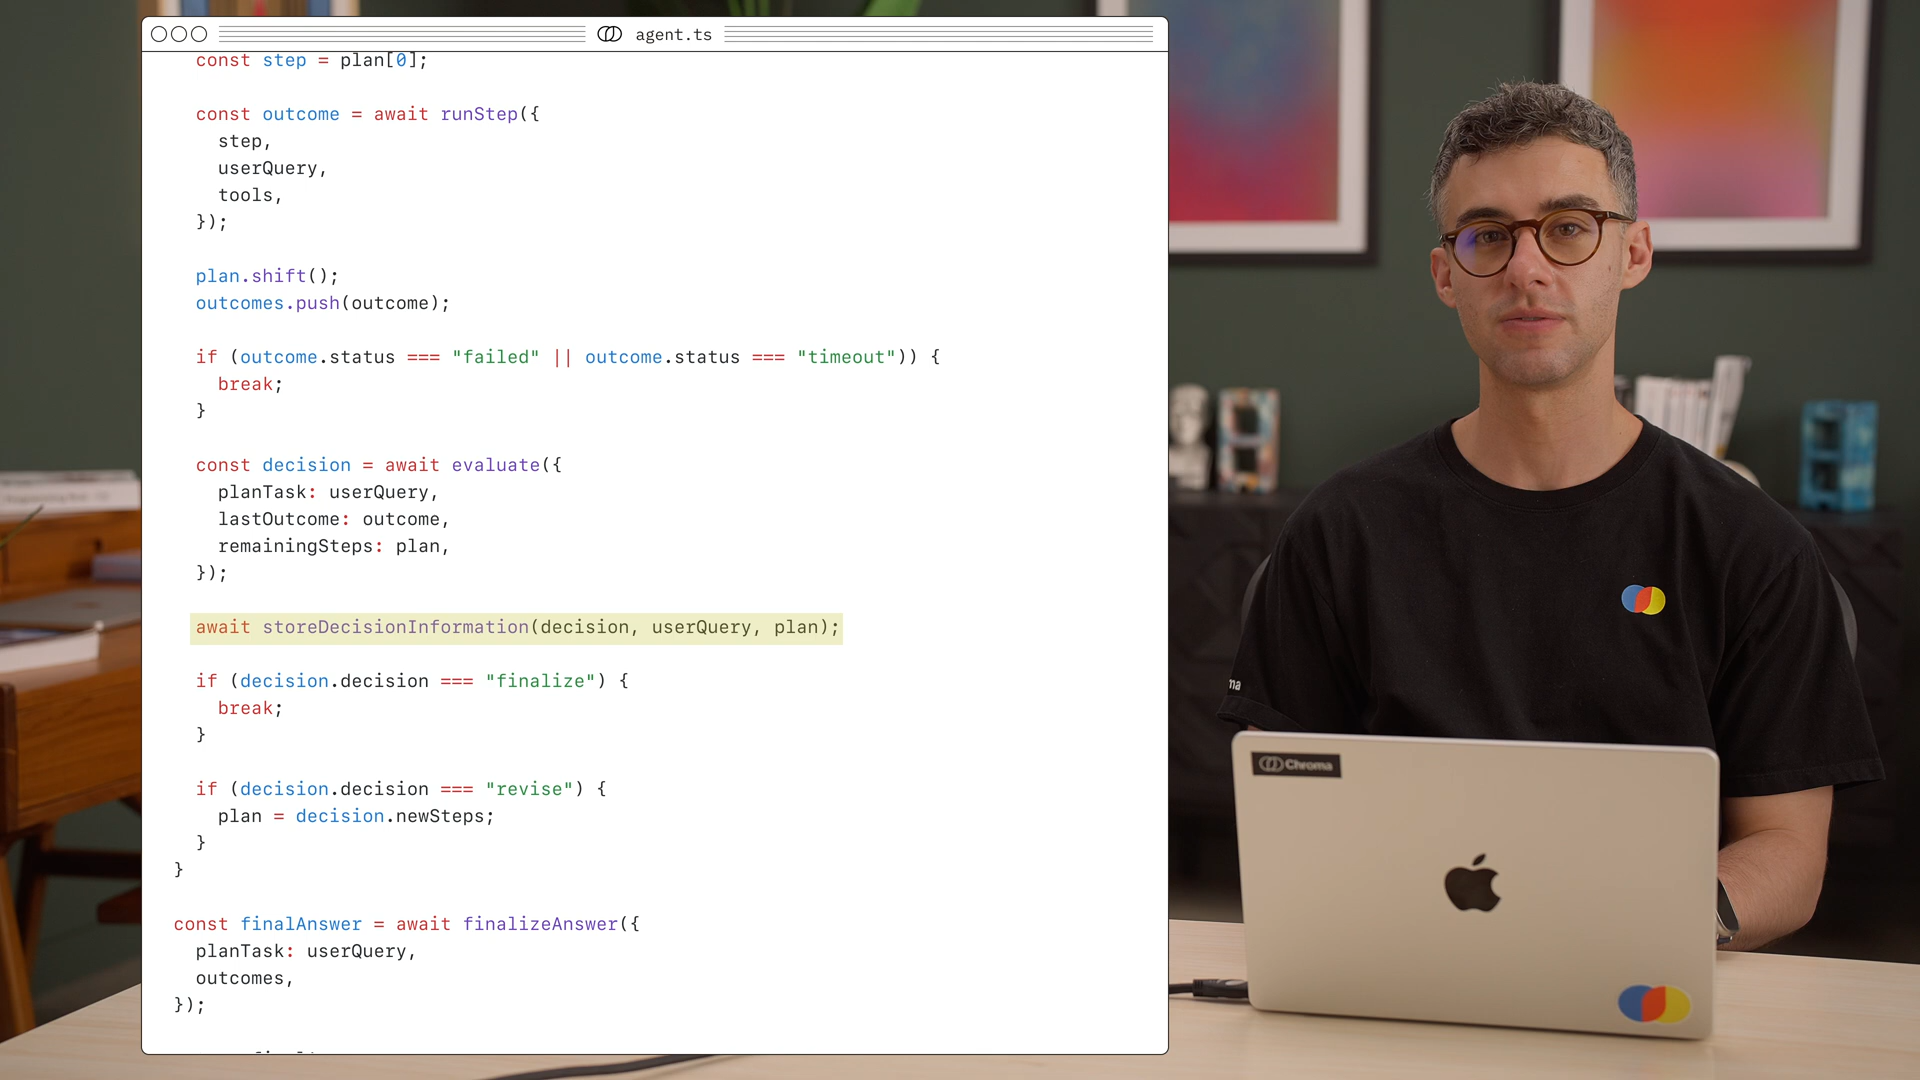 agent.ts
const step = plan[0];
const outcome = await runStep({
step,
userQuery,
tools,
});
plan.shift();
outcomes.push(outcome);
if (outcome.status === "failed" || outcome.status === "timeout")) {
break;
}
const decision = await evaluate({
planTask: userQuery,
lastOutcome: outcome,
remainingSteps: plan,
});
await storeDecisionInformation(decision, userQuery, plan);
if (decision.decision === "finalize") {
break;
}
if (decision.decision === "revise") {
plan = decision.newSteps;
}
}
const finalAnswer = await finalizeAnswer({
planTask: userQuery,
outcomes,
});
ma
Chroma